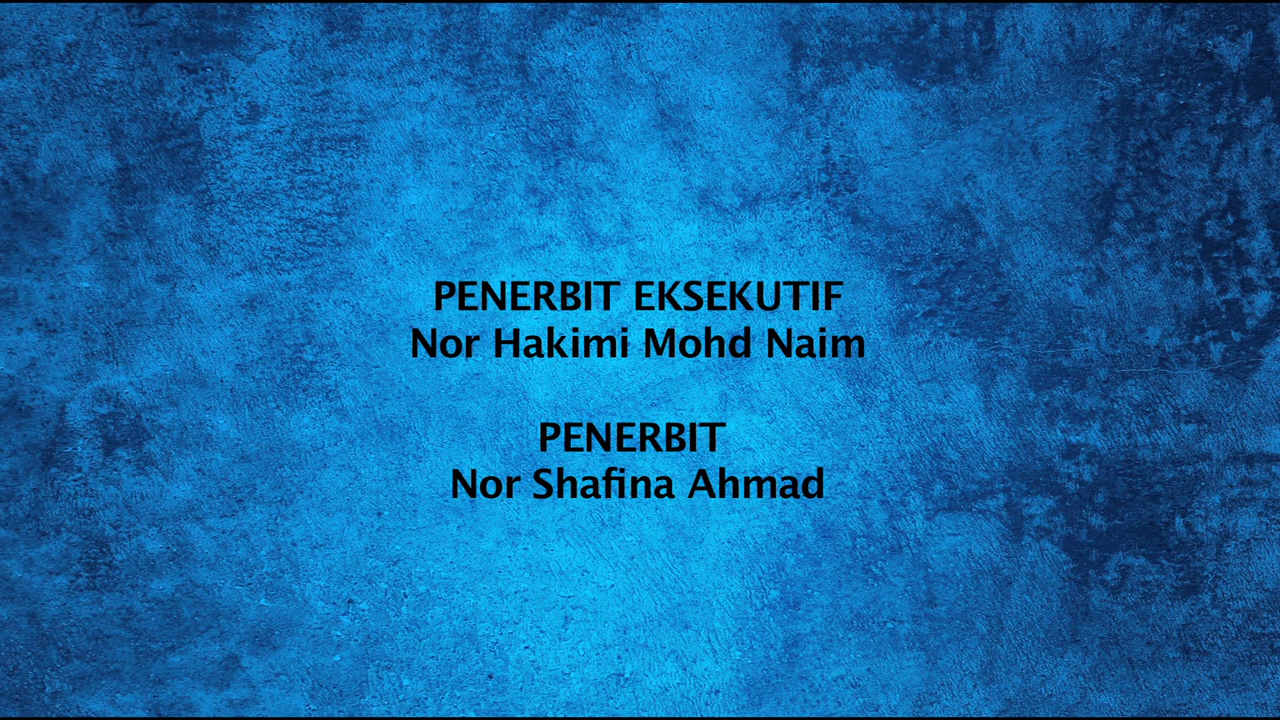 PENERBIT EKSEKUTIF
Nor Hakimi Mohd Naim
PENERBIT
Nor Shafina Ahmad